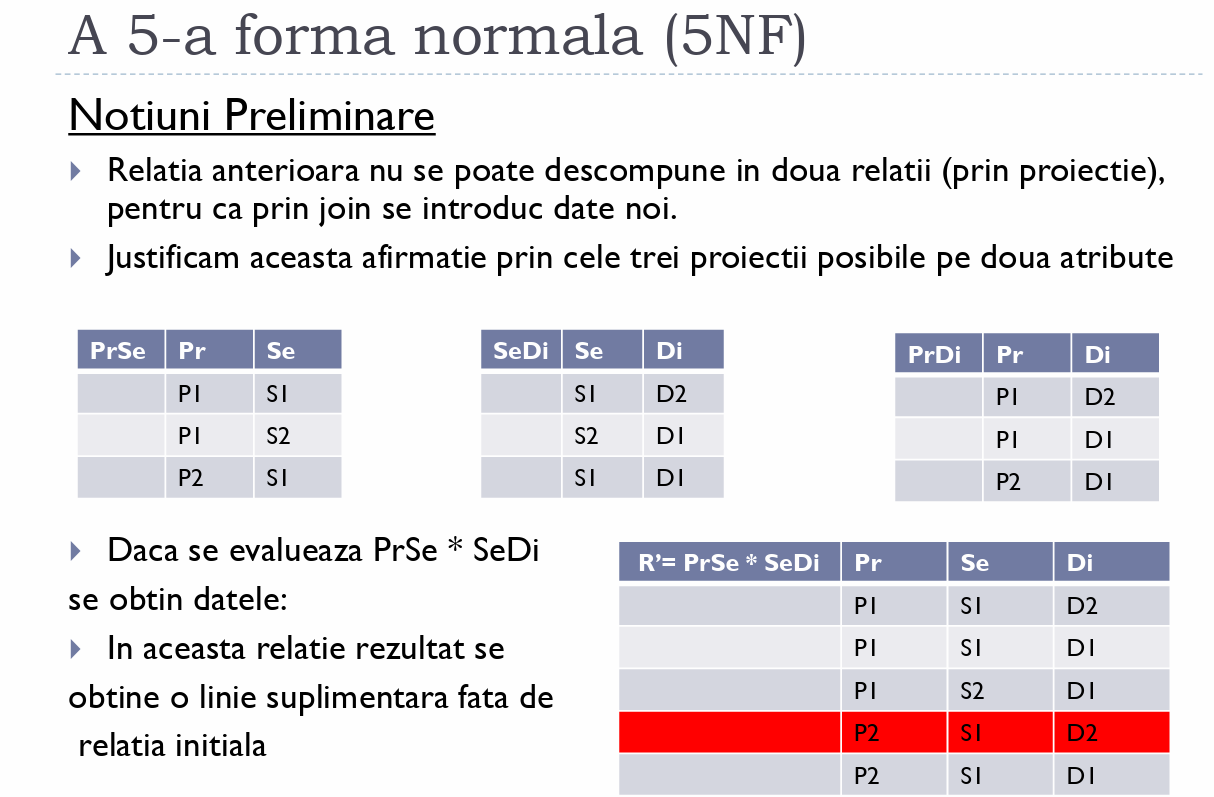 A 5-a forma normala (5NF)
Notiuni Preliminare
Relatia anterioara nu se poate descompune in doua relatii (prin proiectie),
pentru ca prin join se introduc date noi.
Justificam aceasta afirmatie prin cele trei proiectii posibile pe doua atribute
PrSe Pr Se
P1 S1
P1 S2
P2 S1
SeDi Se Di
S1 D2
S2 D1
S1 D1
PrDi Pr Di
P1 D2
P1 D1
P2 D1
Daca se evalueaza PrSe * SeDi
se obtin datele:
In aceasta relatie rezultat se
obtine o linie suplimentara fata de
relatia initiala
R’= PrSe * SeDi Pr Se Di
P1 S1 D2
P1 S1 D1
P1 S2 D1
P2 S1 D2
P2 S1 D1